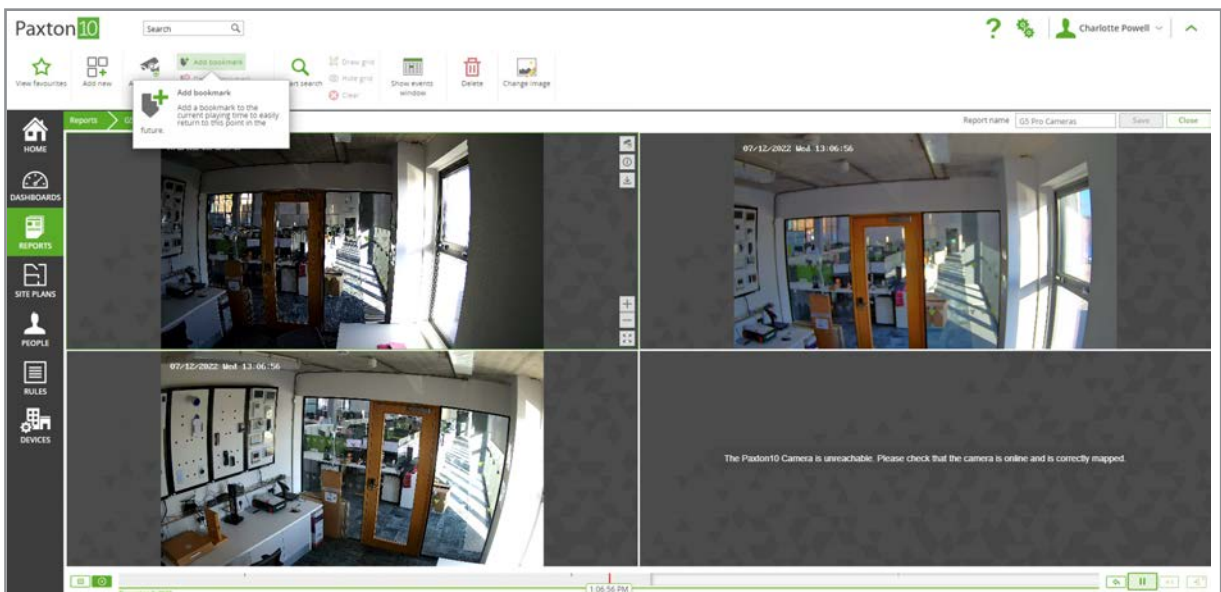 Paxton10
Search
?
Charlotte Powell
View favourites
Add new
Add bookmark
Draw grid
Hide grid
Clear
Show events
window
Delete
Change image
Add bookmark
Add a bookmark to the
current playing time to easily
return to this point in the
future.
HOME
Reports
Report name
G5 Pro Cameras
Save
Close
07/12/2022 Wed 13:06:56
DASHBOARDS
REPORTS
SITE PLANS
PEOPLE
07/12/2022 Wed 13:06:56
RULES
DEVICES
The Paxdon10 Camera is unreachable. Please check that the camera is online and is correctly mapped.
1:06:56 PM